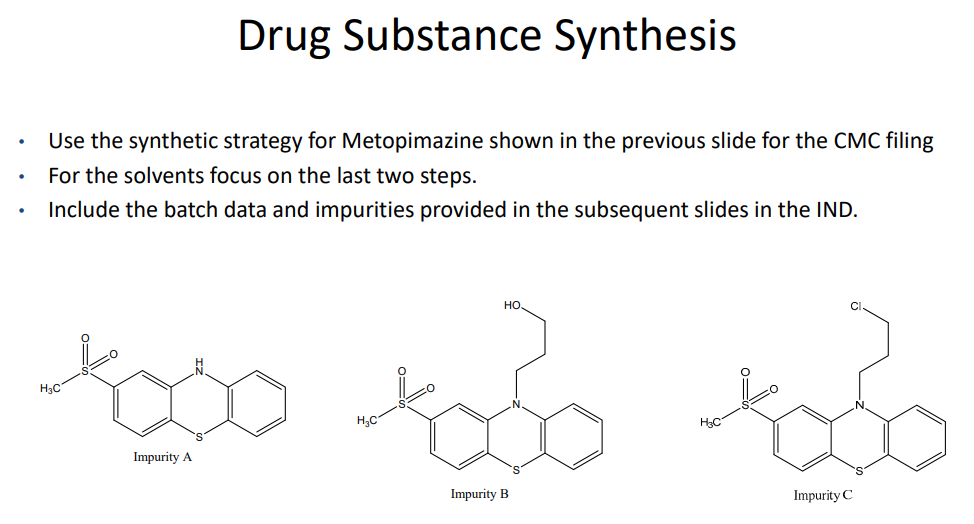 Drug Substance Synthesis
• Use the synthetic strategy for Metopimazine shown in the previous slide for the CMC filing
• For the solvents focus on the last two steps.
• Include the batch data and impurities provided in the subsequent slides in the IND.
O
O
S
H3C
H
N
S
Impurity A
HO
O
O
S
H3C
N
S
Impurity B
Cl
O
O
S
H3C
N
S
Impurity C